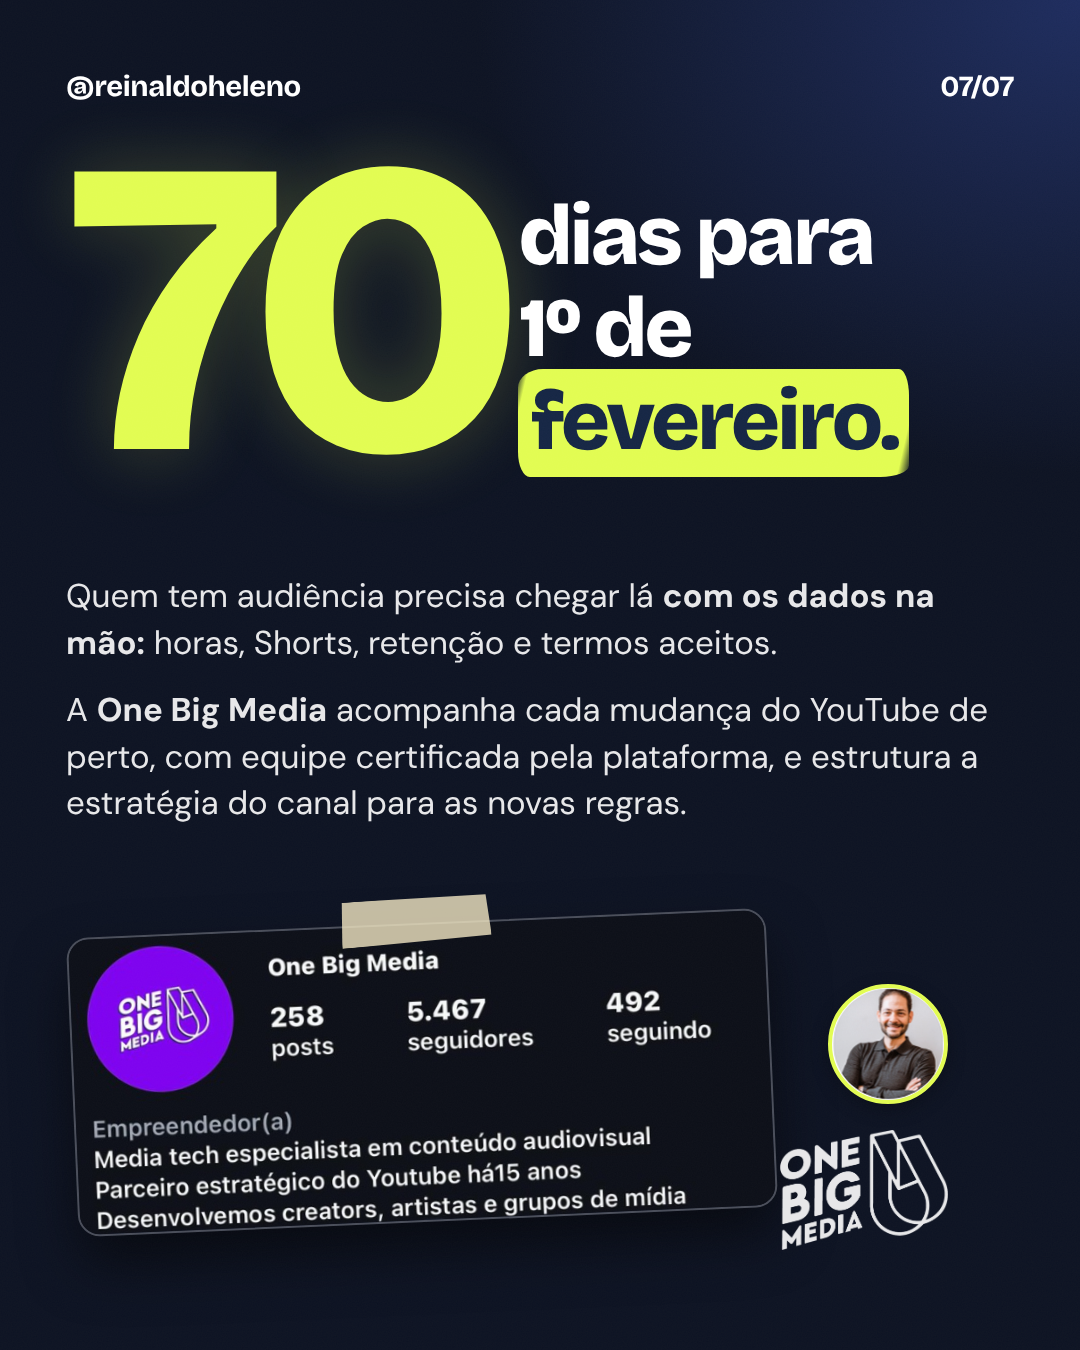 @reinaldoheleno
07/07
70
dias para
1º de
fevereiro.
Quem tem audiência precisa chegar lá com os dados na
mão: horas, Shorts, retenção e termos aceitos.
A One Big Media acompanha cada mudança do YouTube de
perto, com equipe certificada pela plataforma, e estrutura a
estratégia do canal para as novas regras.
ONE
BIG
MEDIA
One Big Media
258
posts
5.467
seguidores
492
seguindo
Empreendedor(a)
Media tech especialista em conteúdo audiovisual
Parceiro estratégico do Youtube há15 anos
Desenvolvemos creators, artistas e grupos de mídia
ONE
BIG
MEDIA